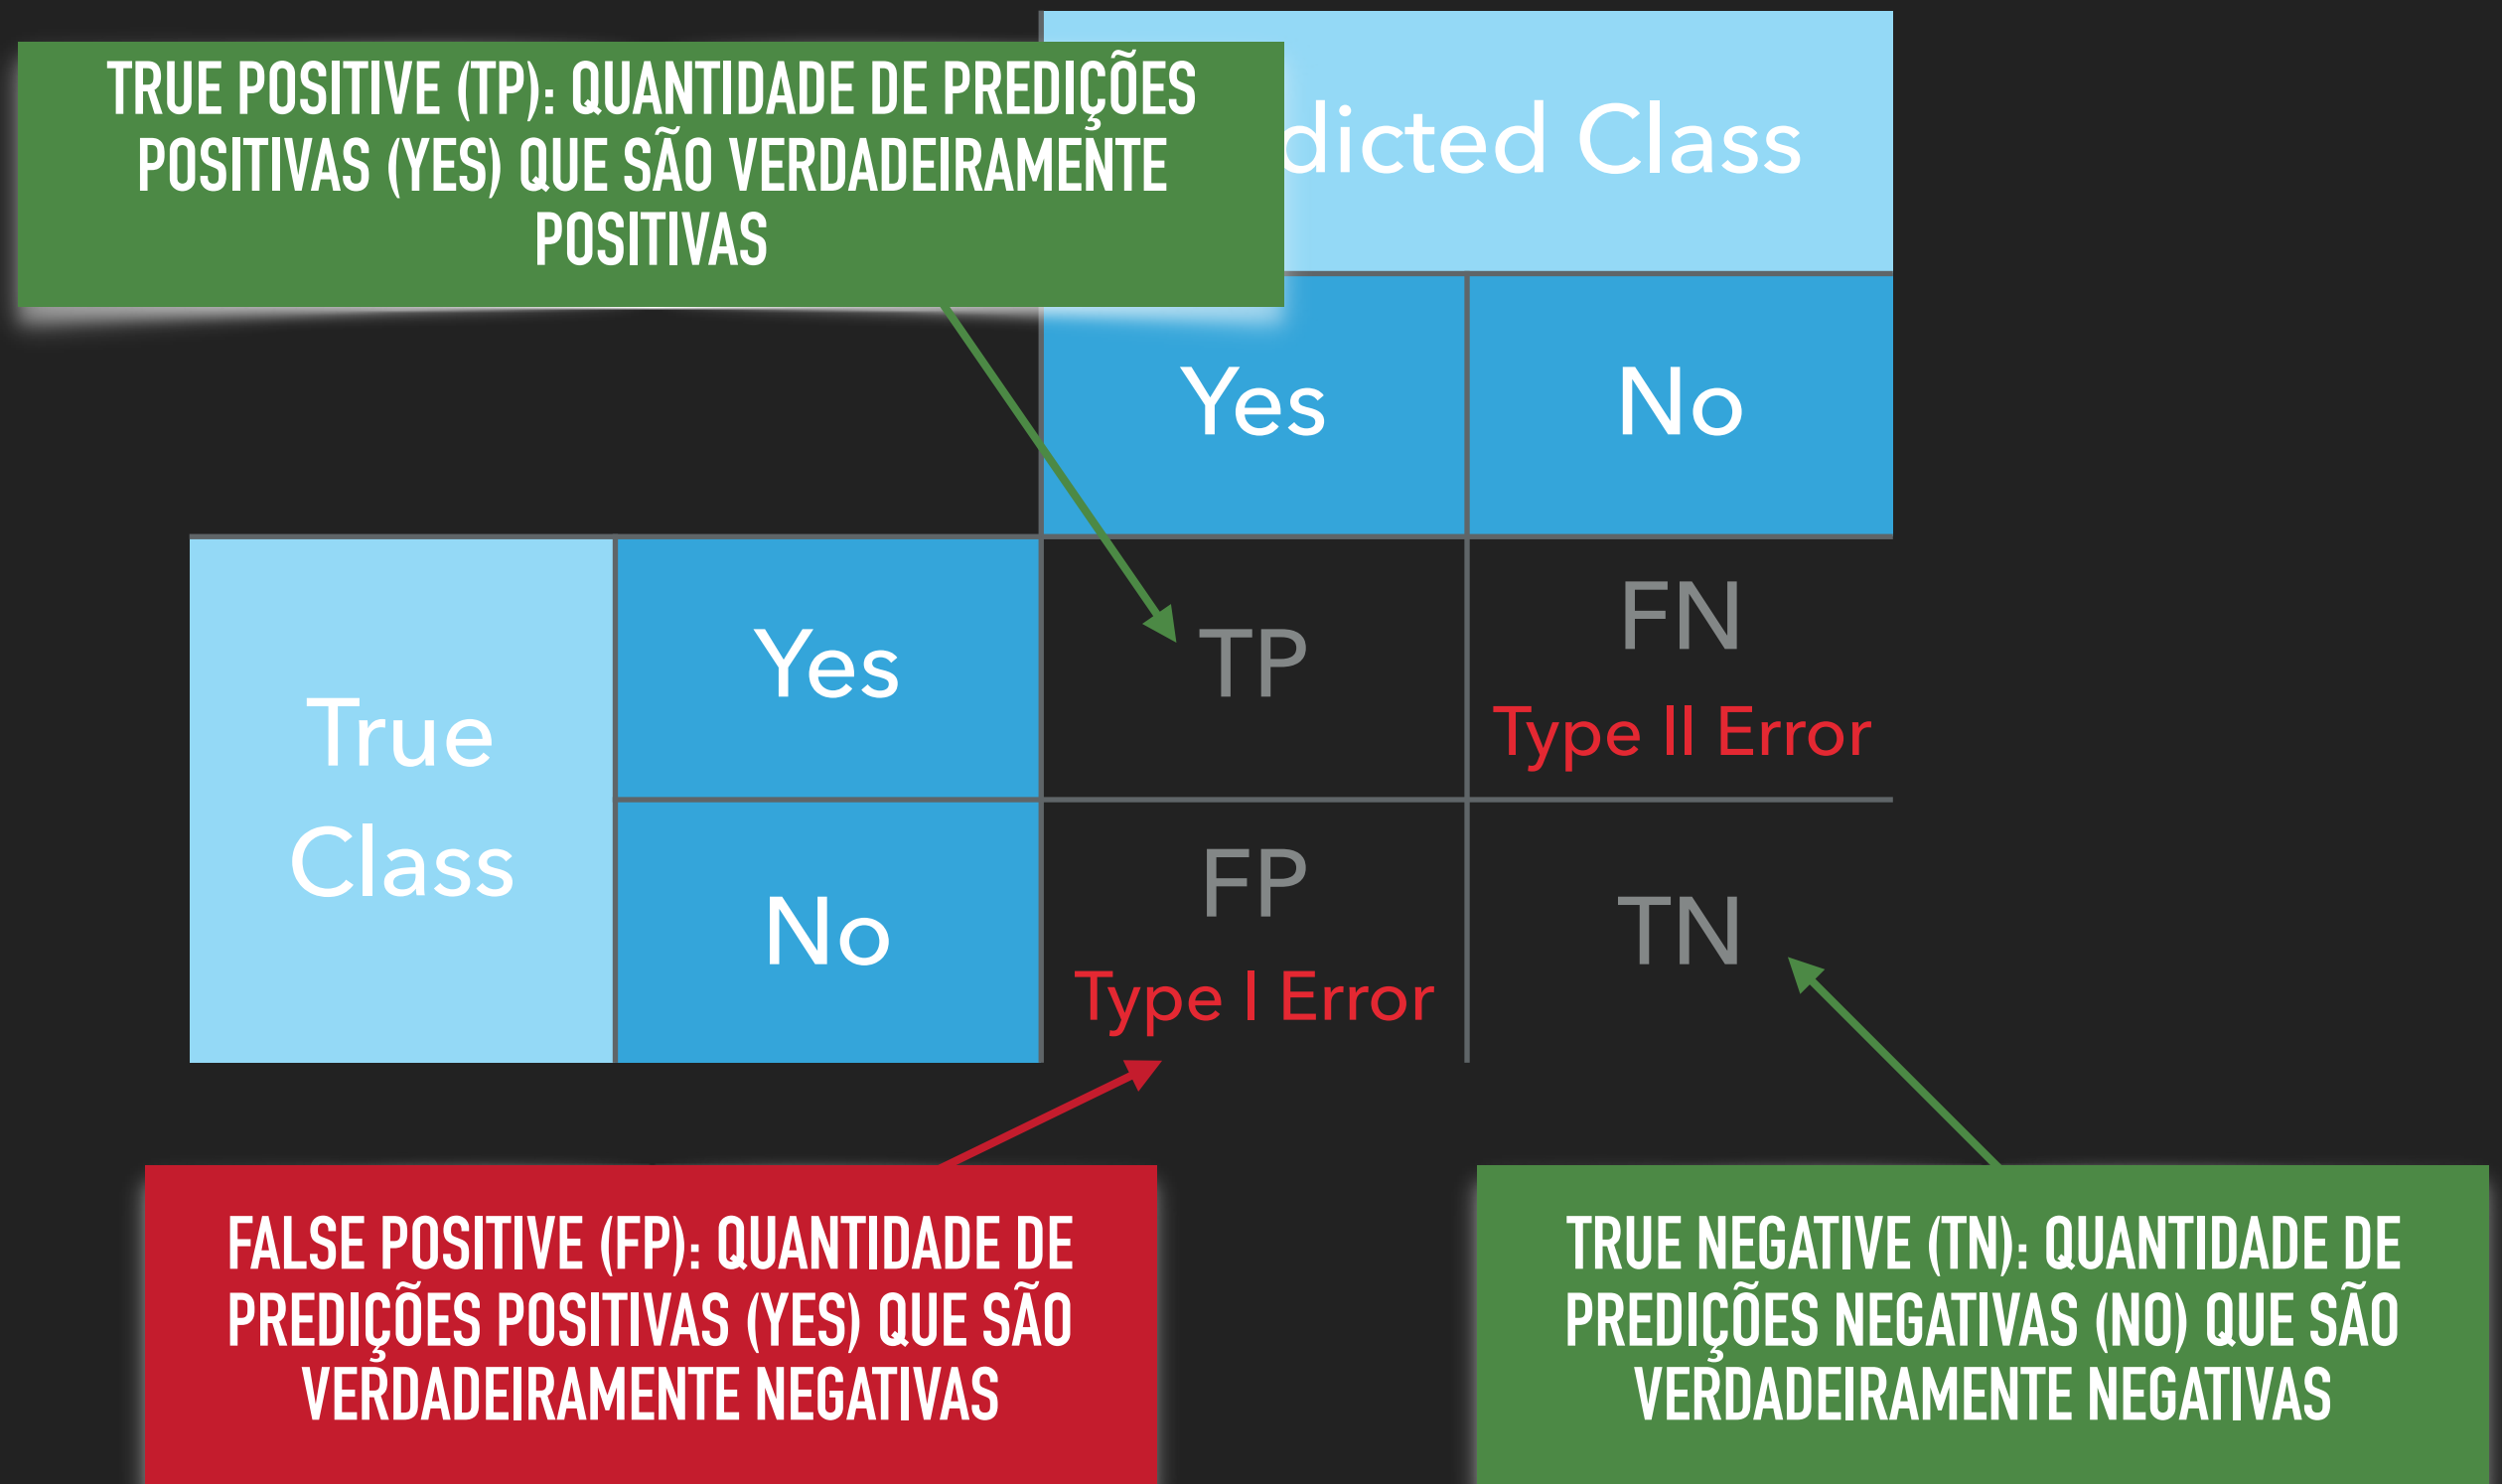 TRUE POSITIVE (TP): QUANTIDADE DE PREDIÇÕES
POSITIVAS (YES) QUE SÃO VERDADEIRAMENTE
POSITIVAS
dicted Class
Yes
No
True
Class
Yes
TP
FN
Type II Error
No
FP
Type I Error
TN
FALSE POSITIVE (FP): QUANTIDADE DE
PREDIÇÕES POSITIVAS (YES) QUE SÃO
VERDADEIRAMENTE NEGATIVAS
TRUE NEGATIVE (TN): QUANTIDADE DE
PREDIÇÕES NEGATIVAS (NO) QUE SÃO
VERDADEIRAMENTE NEGATIVAS